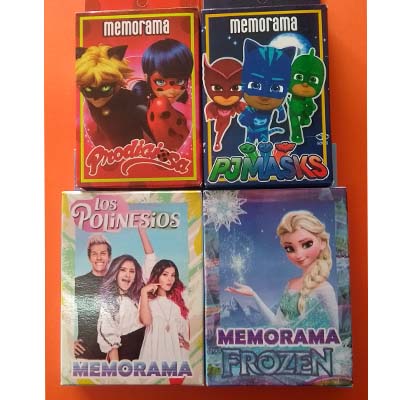 memorama
Prodigiosa
memorama
PJMASKS
LOS
POLINESIOS
MEMORAMA
MEMORAMA
FROZEN